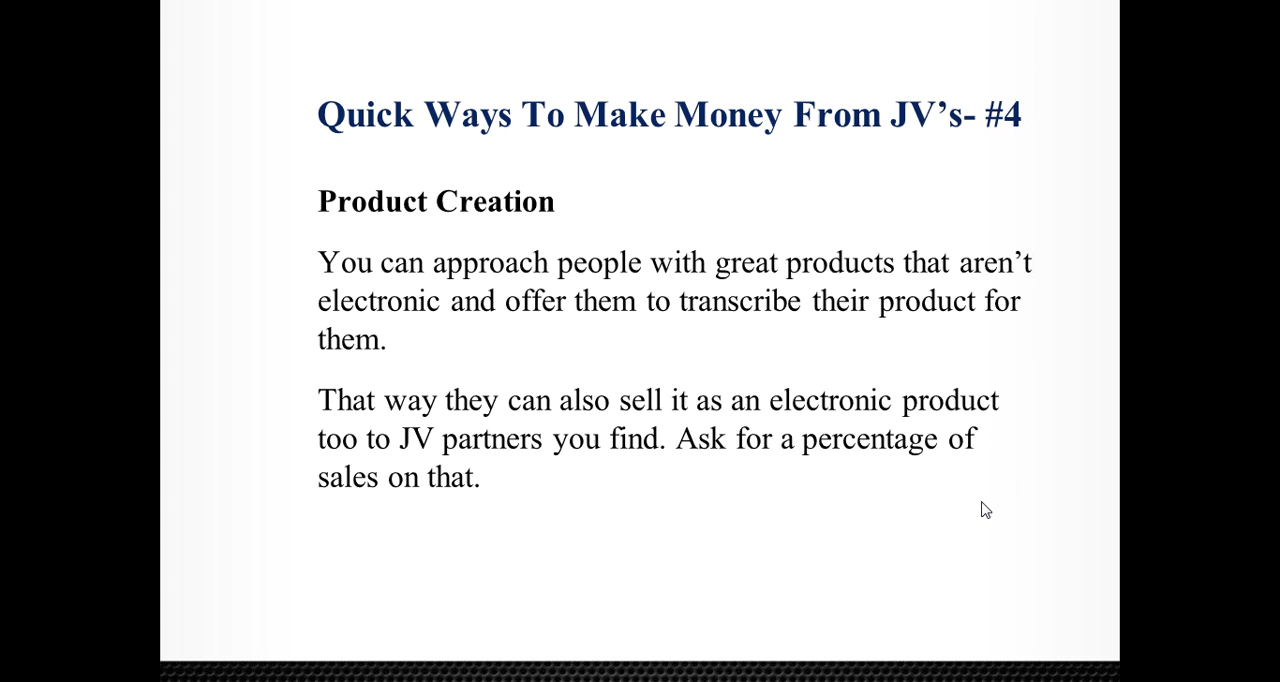 Quick Ways To Make Money From JV’s- #4
Product Creation
You can approach people with great products that aren’t
electronic and offer them to transcribe their product for
them.
That way they can also sell it as an electronic product
too to JV partners you find. Ask for a percentage of
sales on that.